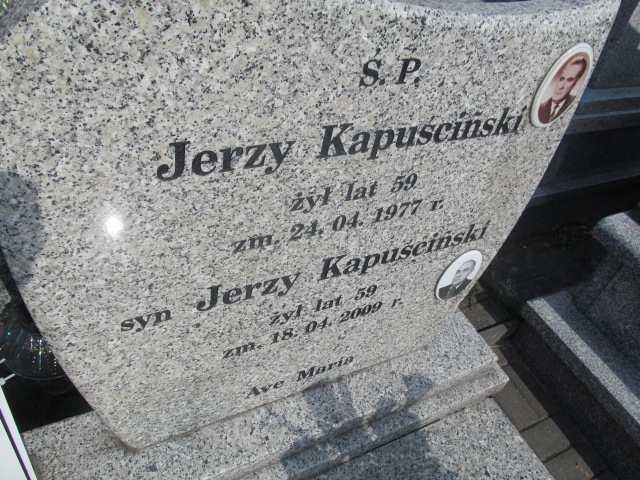 Ś. P.
Jerzy Kapuściński
żył lat 59
zm. 24. 04. 1977 r.
syn Jerzy Kapuściński
żył lat 59
zm. 18. 04. 2009 r.
Ave Maria